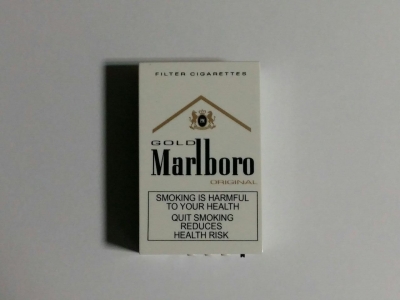 FILTER CIGARETTES
GOLD
Marlboro
ORIGINAL
SMOKING IS HARMFUL
TO YOUR HEALTH
QUIT SMOKING
REDUCES
HEALTH RISK